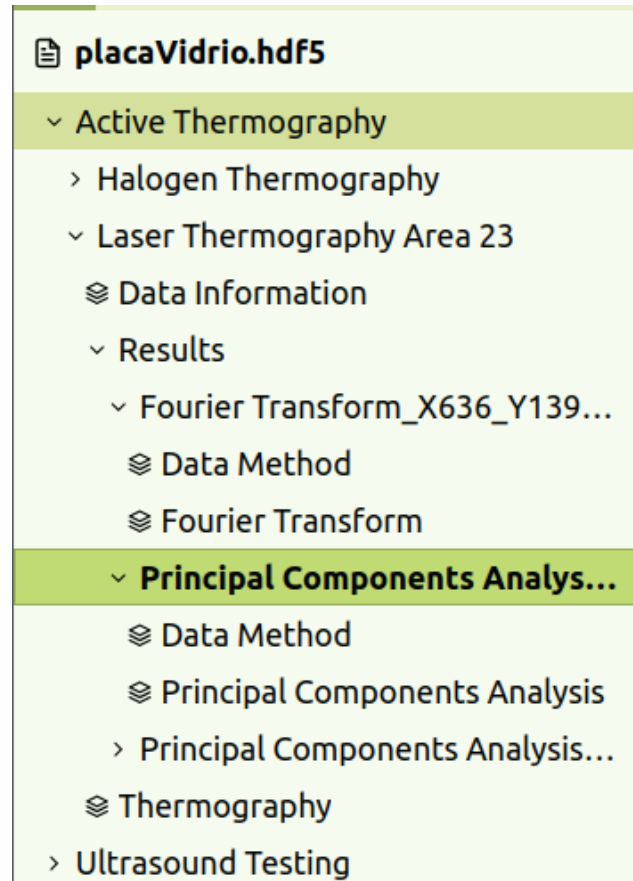 placaVidrio.hdf5
Active Thermography
Halogen Thermography
Laser Thermography Area 23
Data Information
Results
Fourier Transform_X636_Y139...
Data Method
Fourier Transform
Principal Components Analys...
Data Method
Principal Components Analysis
Principal Components Analysis...
Thermography
Ultrasound Testing